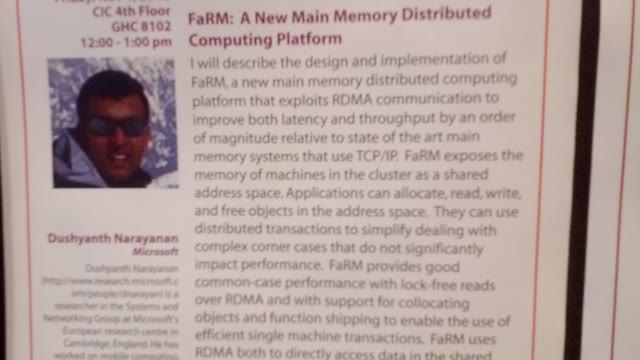 CIC 4th Floor
GHC 8102
12:00 - 1:00 pm
Dushyanth Narayanan
Microsoft
Dushyanth Narayanan
(http://www.research.microsoft.c
om/people/dnarayan) is a
researcher in the Systems and
Networking Group at Microsoft's
European research centre in
Cambridge, England. He has
worked on mobile computing,
FaRM: A New Main Memory Distributed
Computing Platform
I will describe the design and implementation of
FaRM, a new main memory distributed computing
platform that exploits RDMA communication to
improve both latency and throughput by an order
of magnitude relative to state of the art main
memory systems that use TCP/IP. FaRM exposes the
memory of machines in the cluster as a shared
address space. Applications can allocate, read, write,
and free objects in the address space. They can use
distributed transactions to simplify dealing with
complex corner cases that do not significantly
impact performance. FaRM provides good
common-case performance with lock-free reads
over RDMA and with support for collocating
objects and function shipping to enable the use of
efficient single machine transactions. FaRM uses
RDMA both to directly access data in the shared